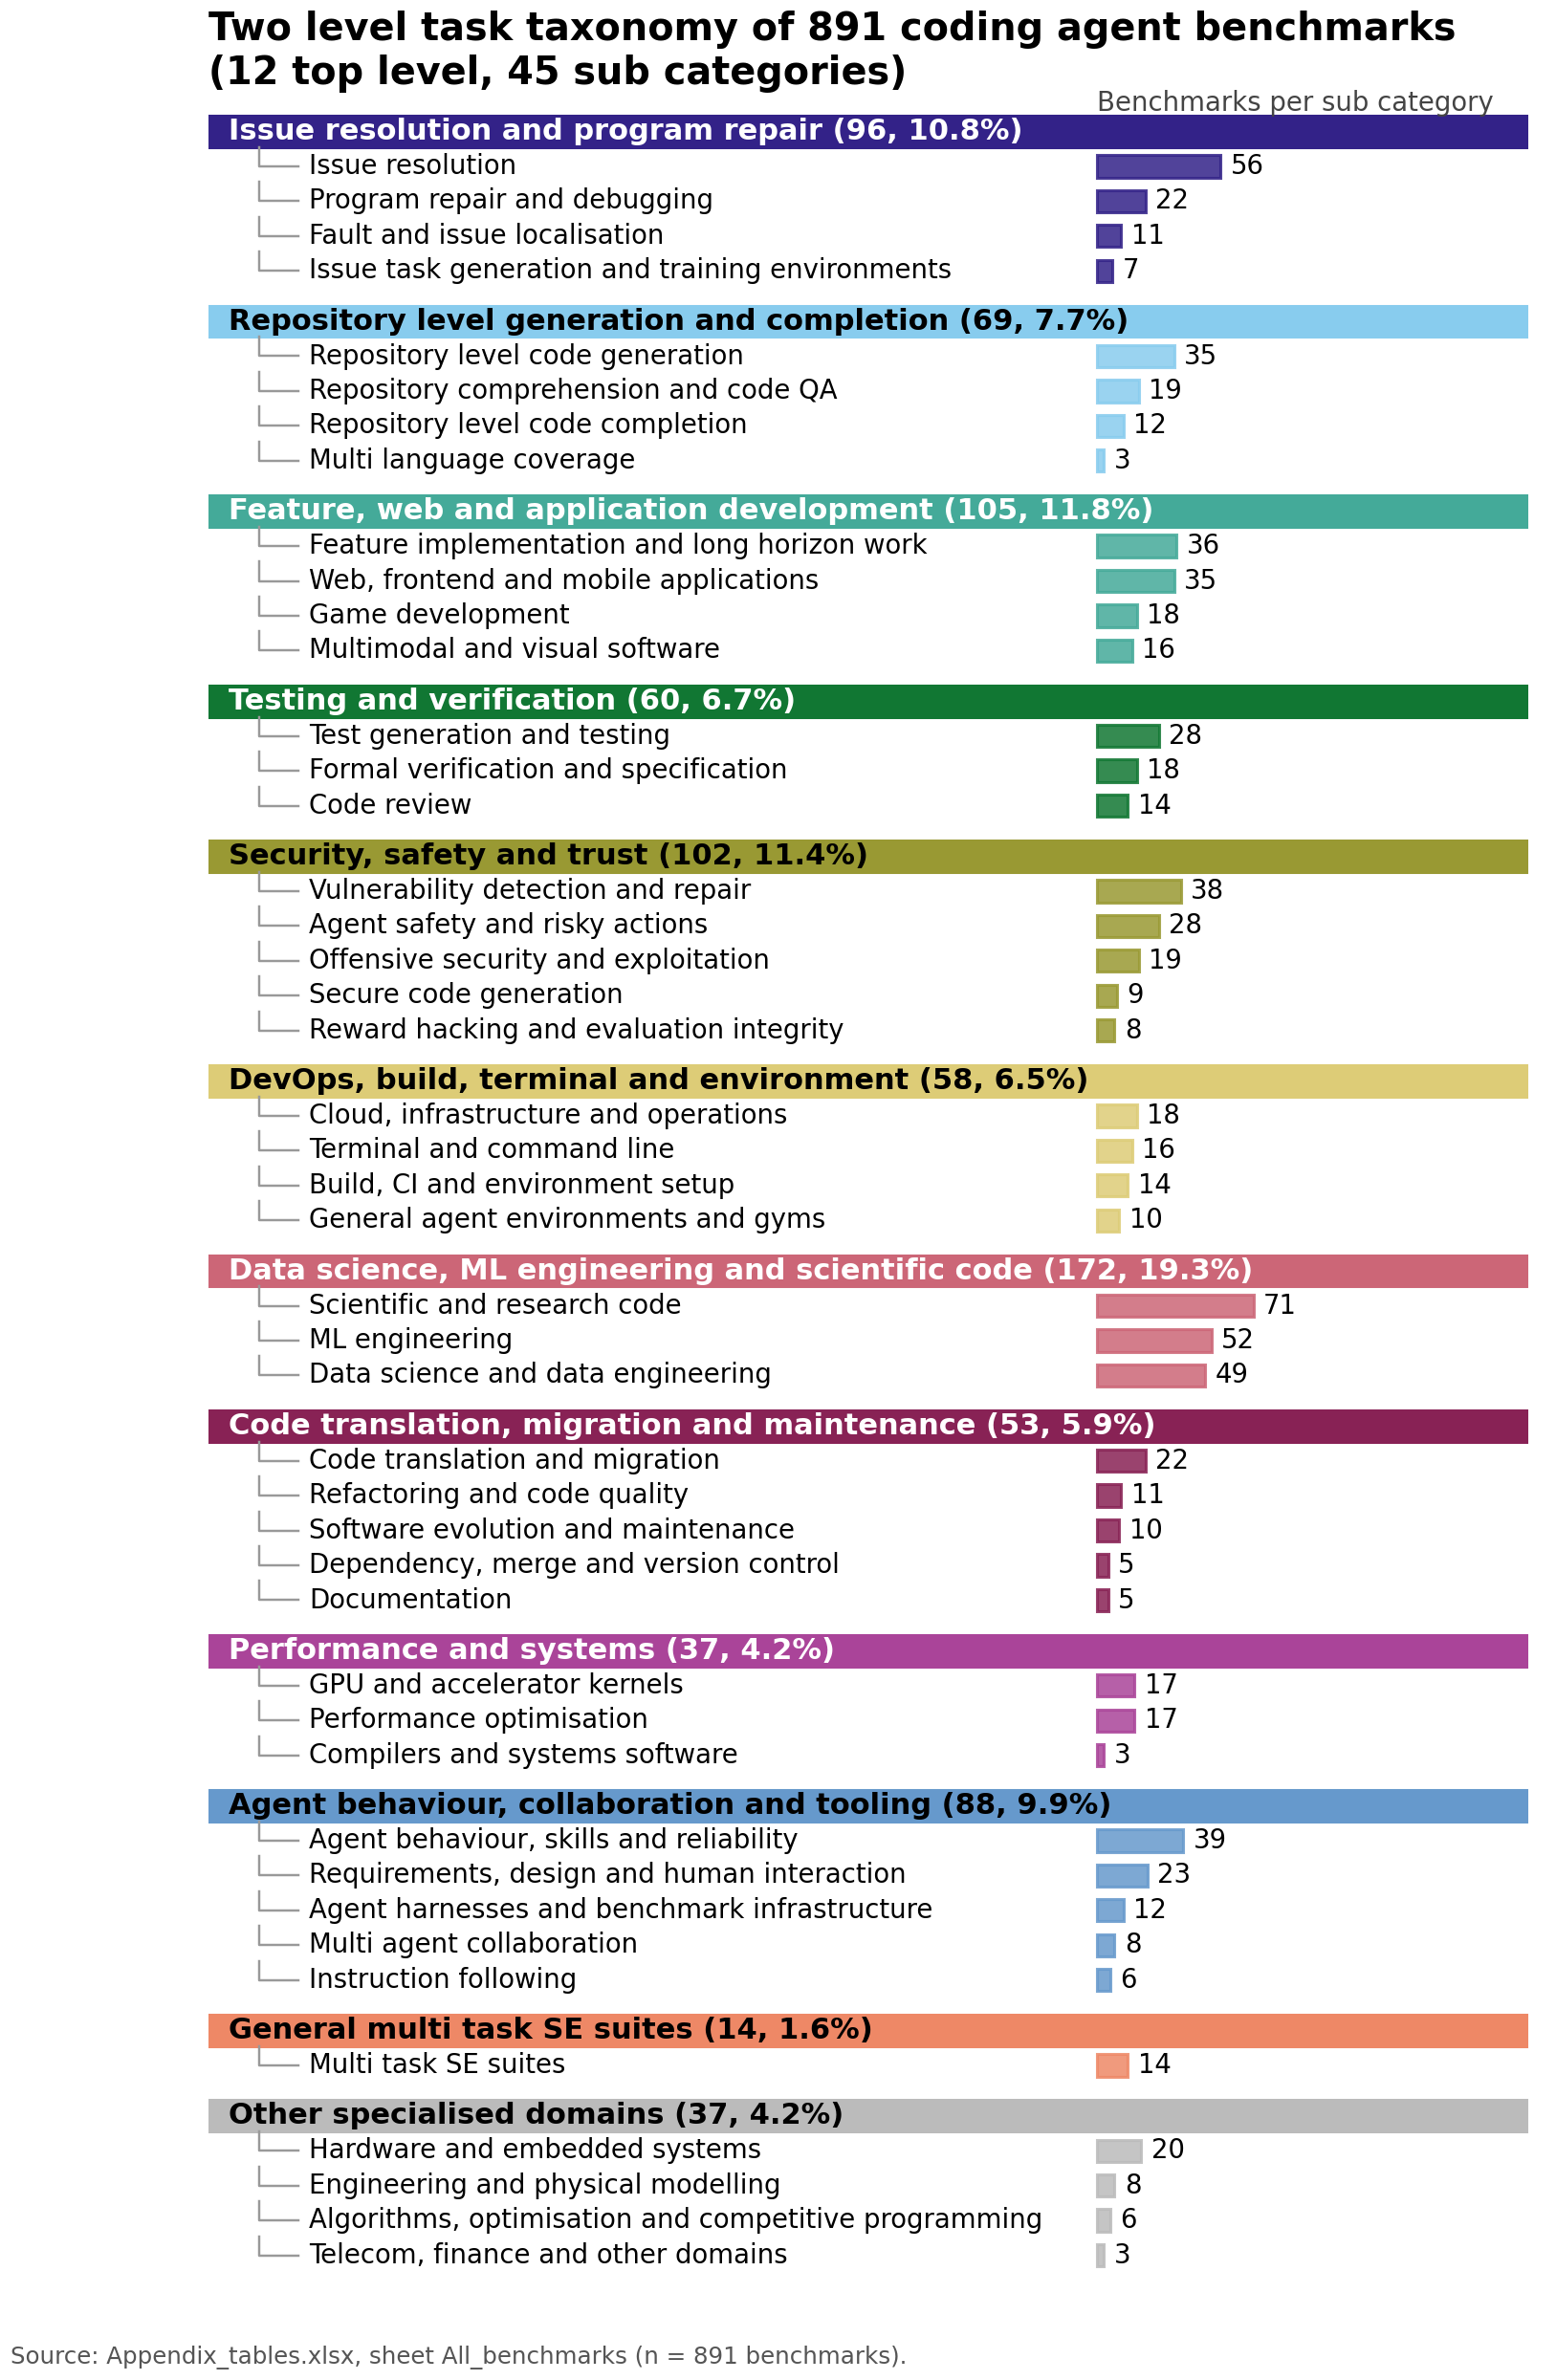 Two level task taxonomy of 891 coding agent benchmarks
(12 top level, 45 sub categories)
Benchmarks per sub category
Issue resolution and program repair (96, 10.8%)
Issue resolution 56
Program repair and debugging 22
Fault and issue localisation 11
Issue task generation and training environments 7
Repository level generation and completion (69, 7.7%)
Repository level code generation 35
Repository comprehension and code QA 19
Repository level code completion 12
Multi language coverage 3
Feature, web and application development (105, 11.8%)
Feature implementation and long horizon work 36
Web, frontend and mobile applications 35
Game development 18
Multimodal and visual software 16
Testing and verification (60, 6.7%)
Test generation and testing 28
Formal verification and specification 18
Code review 14
Security, safety and trust (102, 11.4%)
Vulnerability detection and repair 38
Agent safety and risky actions 28
Offensive security and exploitation 19
Secure code generation 9
Reward hacking and evaluation integrity 8
DevOps, build, terminal and environment (58, 6.5%)
Cloud, infrastructure and operations 18
Terminal and command line 16
Build, CI and environment setup 14
General agent environments and gyms 10
Data science, ML engineering and scientific code (172, 19.3%)
Scientific and research code 71
ML engineering 52
Data science and data engineering 49
Code translation, migration and maintenance (53, 5.9%)
Code translation and migration 22
Refactoring and code quality 11
Software evolution and maintenance 10
Dependency, merge and version control 5
Documentation 5
Performance and systems (37, 4.2%)
GPU and accelerator kernels 17
Performance optimisation 17
Compilers and systems software 3
Agent behaviour, collaboration and tooling (88, 9.9%)
Agent behaviour, skills and reliability 39
Requirements, design and human interaction 23
Agent harnesses and benchmark infrastructure 12
Multi agent collaboration 8
Instruction following 6
General multi task SE suites (14, 1.6%)
Multi task SE suites 14
Other specialised domains (37, 4.2%)
Hardware and embedded systems 20
Engineering and physical modelling 8
Algorithms, optimisation and competitive programming 6
Telecom, finance and other domains 3
Source: Appendix_tables.xlsx, sheet All_benchmarks (n = 891 benchmarks).